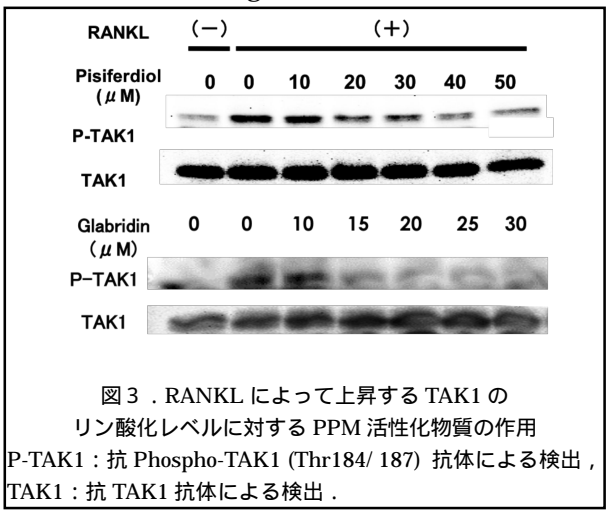 RANKL (−) (+)
Pisiferdiol 0 0 10 20 30 40 50
(μM)
P-TAK1
TAK1
Glabridin 0 0 10 15 20 25 30
(μM)
P−TAK1
TAK1
図３．RANKL によって上昇する TAK1 の
リン酸化レベルに対する PPM 活性化物質の作用
P-TAK1：抗 Phospho-TAK1 (Thr184/ 187) 抗体による検出，
TAK1：抗 TAK1 抗体による検出．